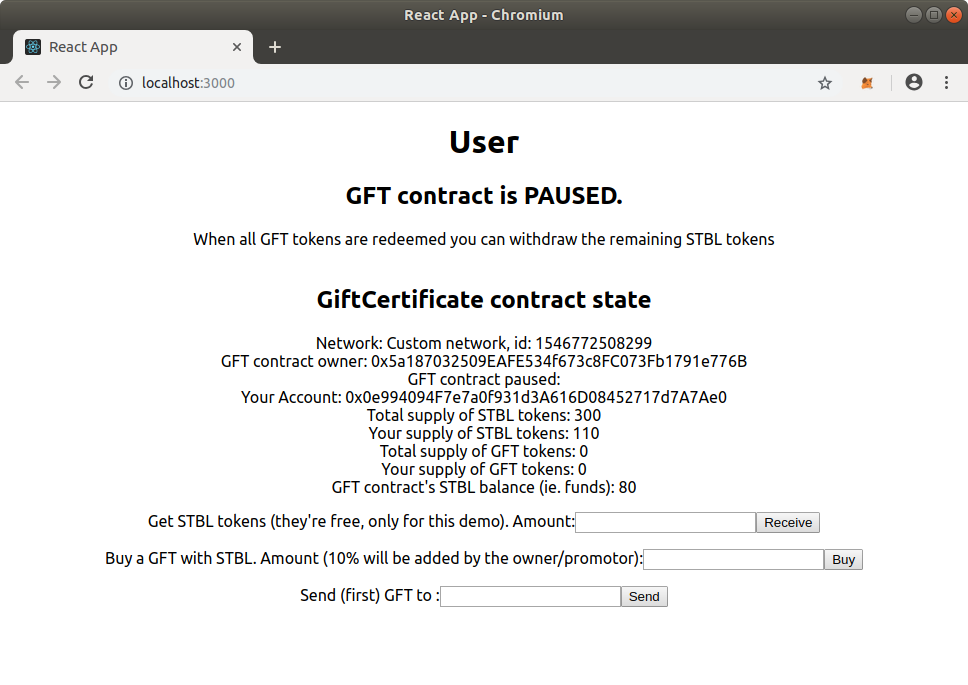 React App - Chromium
React App
localhost:3000
User
GFT contract is PAUSED.
When all GFT tokens are redeemed you can withdraw the remaining STBL tokens
GiftCertificate contract state
Network: Custom network, id: 1546772508299
GFT contract owner: 0x5a187032509EAFE534f673c8FC073Fb1791e776B
GFT contract paused:
Your Account: 0x0e994094F7e7a0f931d3A616D08452717d7A7Ae0
Total supply of STBL tokens: 300
Your supply of STBL tokens: 110
Total supply of GFT tokens: 0
Your supply of GFT tokens: 0
GFT contract's STBL balance (ie. funds): 80
Get STBL tokens (they're free, only for this demo). Amount: Receive
Buy a GFT with STBL. Amount (10% will be added by the owner/promotor): Buy
Send (first) GFT to : Send